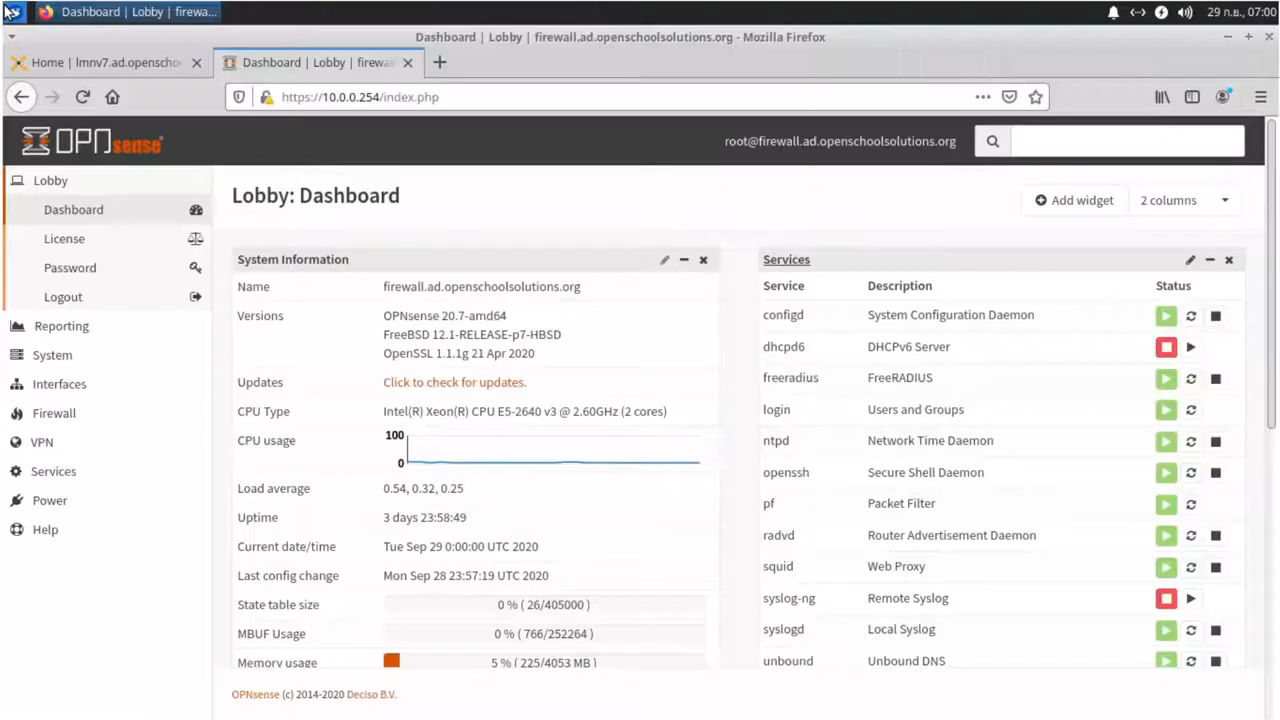 Dashboard | Lobby | firewa...
29 ก.ย., 07:00
Dashboard | Lobby | firewall.ad.openschoolsolutions.org - Mozilla Firefox
Home | lmnv7.ad.openscho
Dashboard | Lobby | firewa
https://10.0.0.254/index.php
OPNsense
root@firewall.ad.openschoolsolutions.org
Lobby
Dashboard
License
Password
Logout
Reporting
System
Interfaces
Firewall
VPN
Services
Power
Help
Lobby: Dashboard
Add widget
2 columns
System Information
Name firewall.ad.openschoolsolutions.org
Versions OPNsense 20.7-amd64
FreeBSD 12.1-RELEASE-p7-HBSD
OpenSSL 1.1.1g 21 Apr 2020
Updates Click to check for updates.
CPU Type Intel(R) Xeon(R) CPU E5-2640 v3 @ 2.60GHz (2 cores)
CPU usage 100
0
Load average 0.54, 0.32, 0.25
Uptime 3 days 23:58:49
Current date/time Tue Sep 29 0:00:00 UTC 2020
Last config change Mon Sep 28 23:57:19 UTC 2020
State table size 0 % ( 26/405000 )
MBUF Usage 0 % ( 766/252264 )
Memory usage 5 % ( 225/4053 MB )
Services
Service Description Status
configd System Configuration Daemon
dhcpd6 DHCPv6 Server
freeradius FreeRADIUS
login Users and Groups
ntpd Network Time Daemon
openssh Secure Shell Daemon
pf Packet Filter
radvd Router Advertisement Daemon
squid Web Proxy
syslog-ng Remote Syslog
syslogd Local Syslog
unbound Unbound DNS
OPNsense (c) 2014-2020 Deciso B.V.